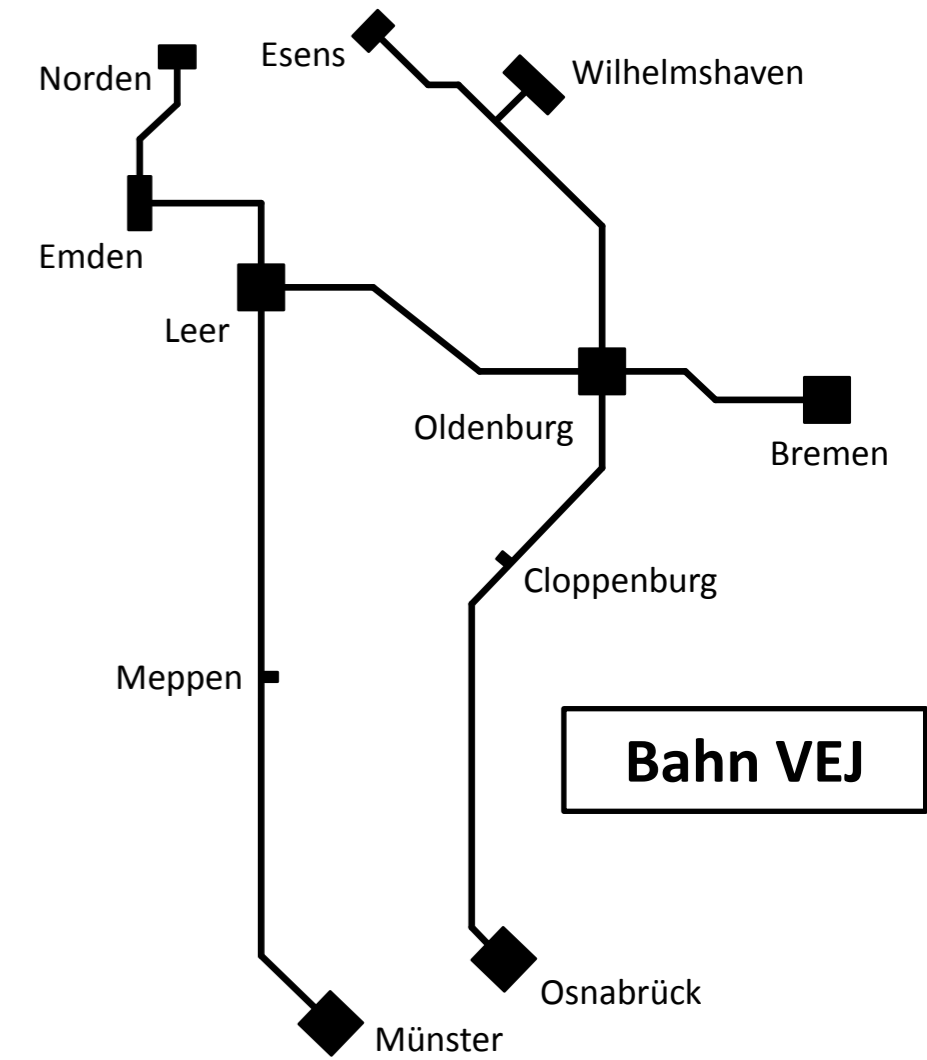 Esens
Wilhelmshaven
Norden
Emden
Leer
Oldenburg
Bremen
Cloppenburg
Meppen
Bahn VEJ
Osnabrück
Münster